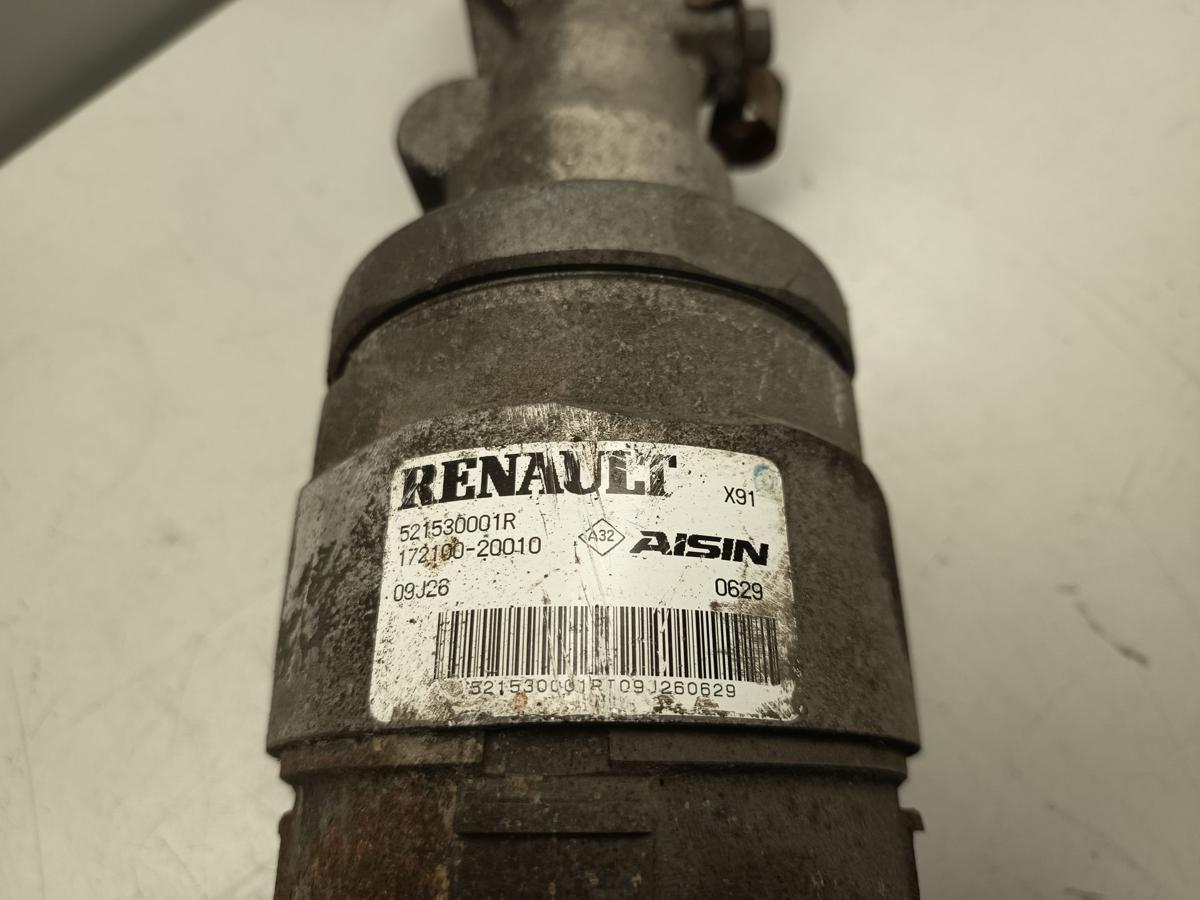 RENAULT X91
521530001R
172100-20010 A32 AISIN
09J26 0629
521530001RT09J260629